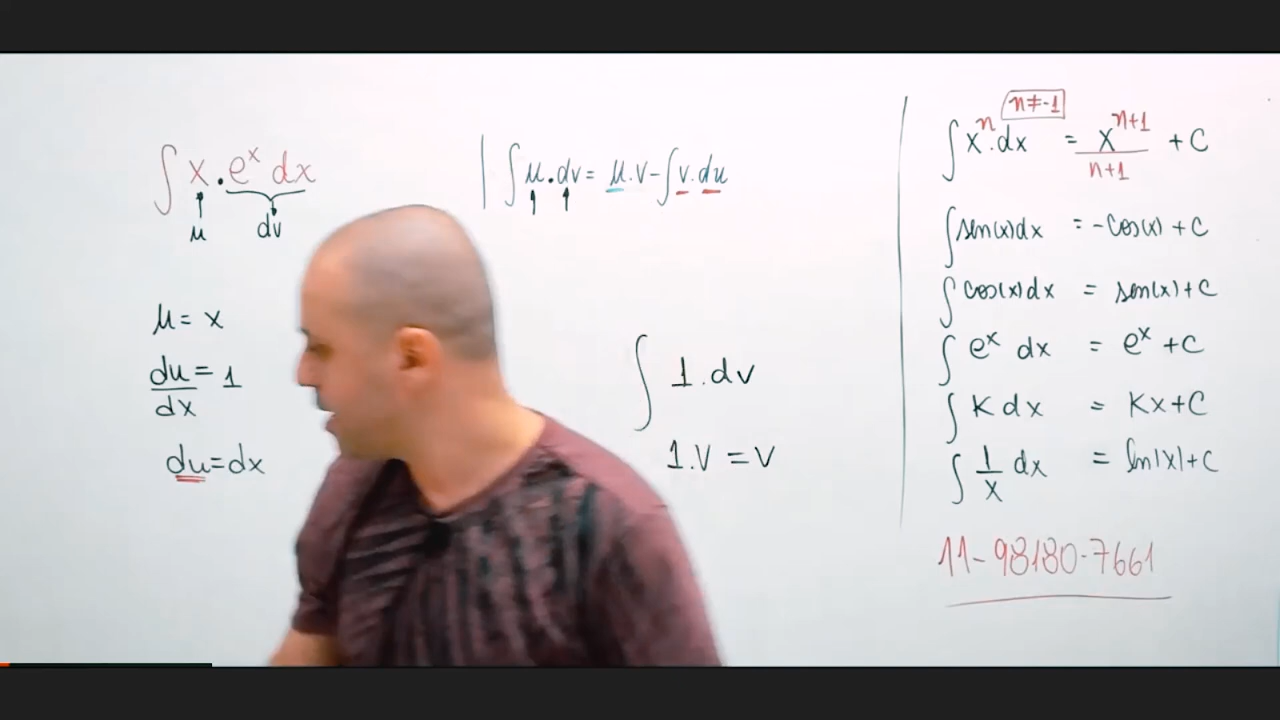 ∫ x . e^x dx
μ
dv
μ = x
du/dx = 1
du = dx
| ∫ μ . dv = μ.v - ∫ v . du
∫ 1 . dv
1.v = v
n ≠ -1
∫ x^n . dx = x^(n+1)/(n+1) + C
∫ sen(x)dx = -cos(x) + C
∫ cos(x)dx = sen(x)+C
∫ e^x dx = e^x + C
∫ K dx = Kx+C
∫ 1/x dx = ln|x|+C
11-98180-7661